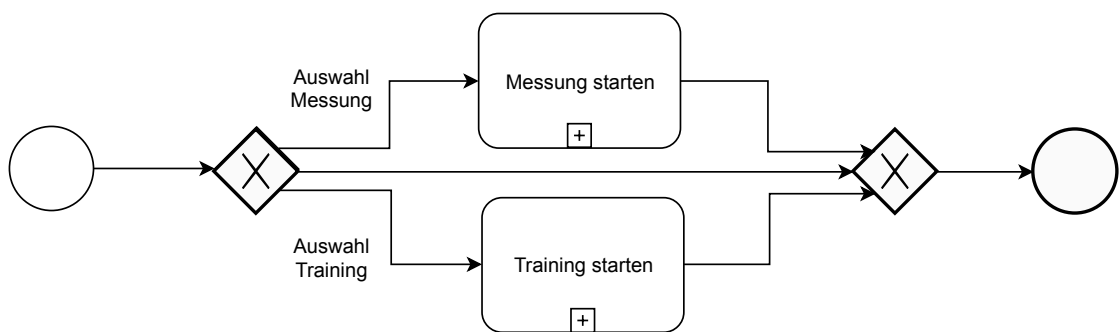 Auswahl
Messung
Messung starten
Auswahl
Training
Training starten